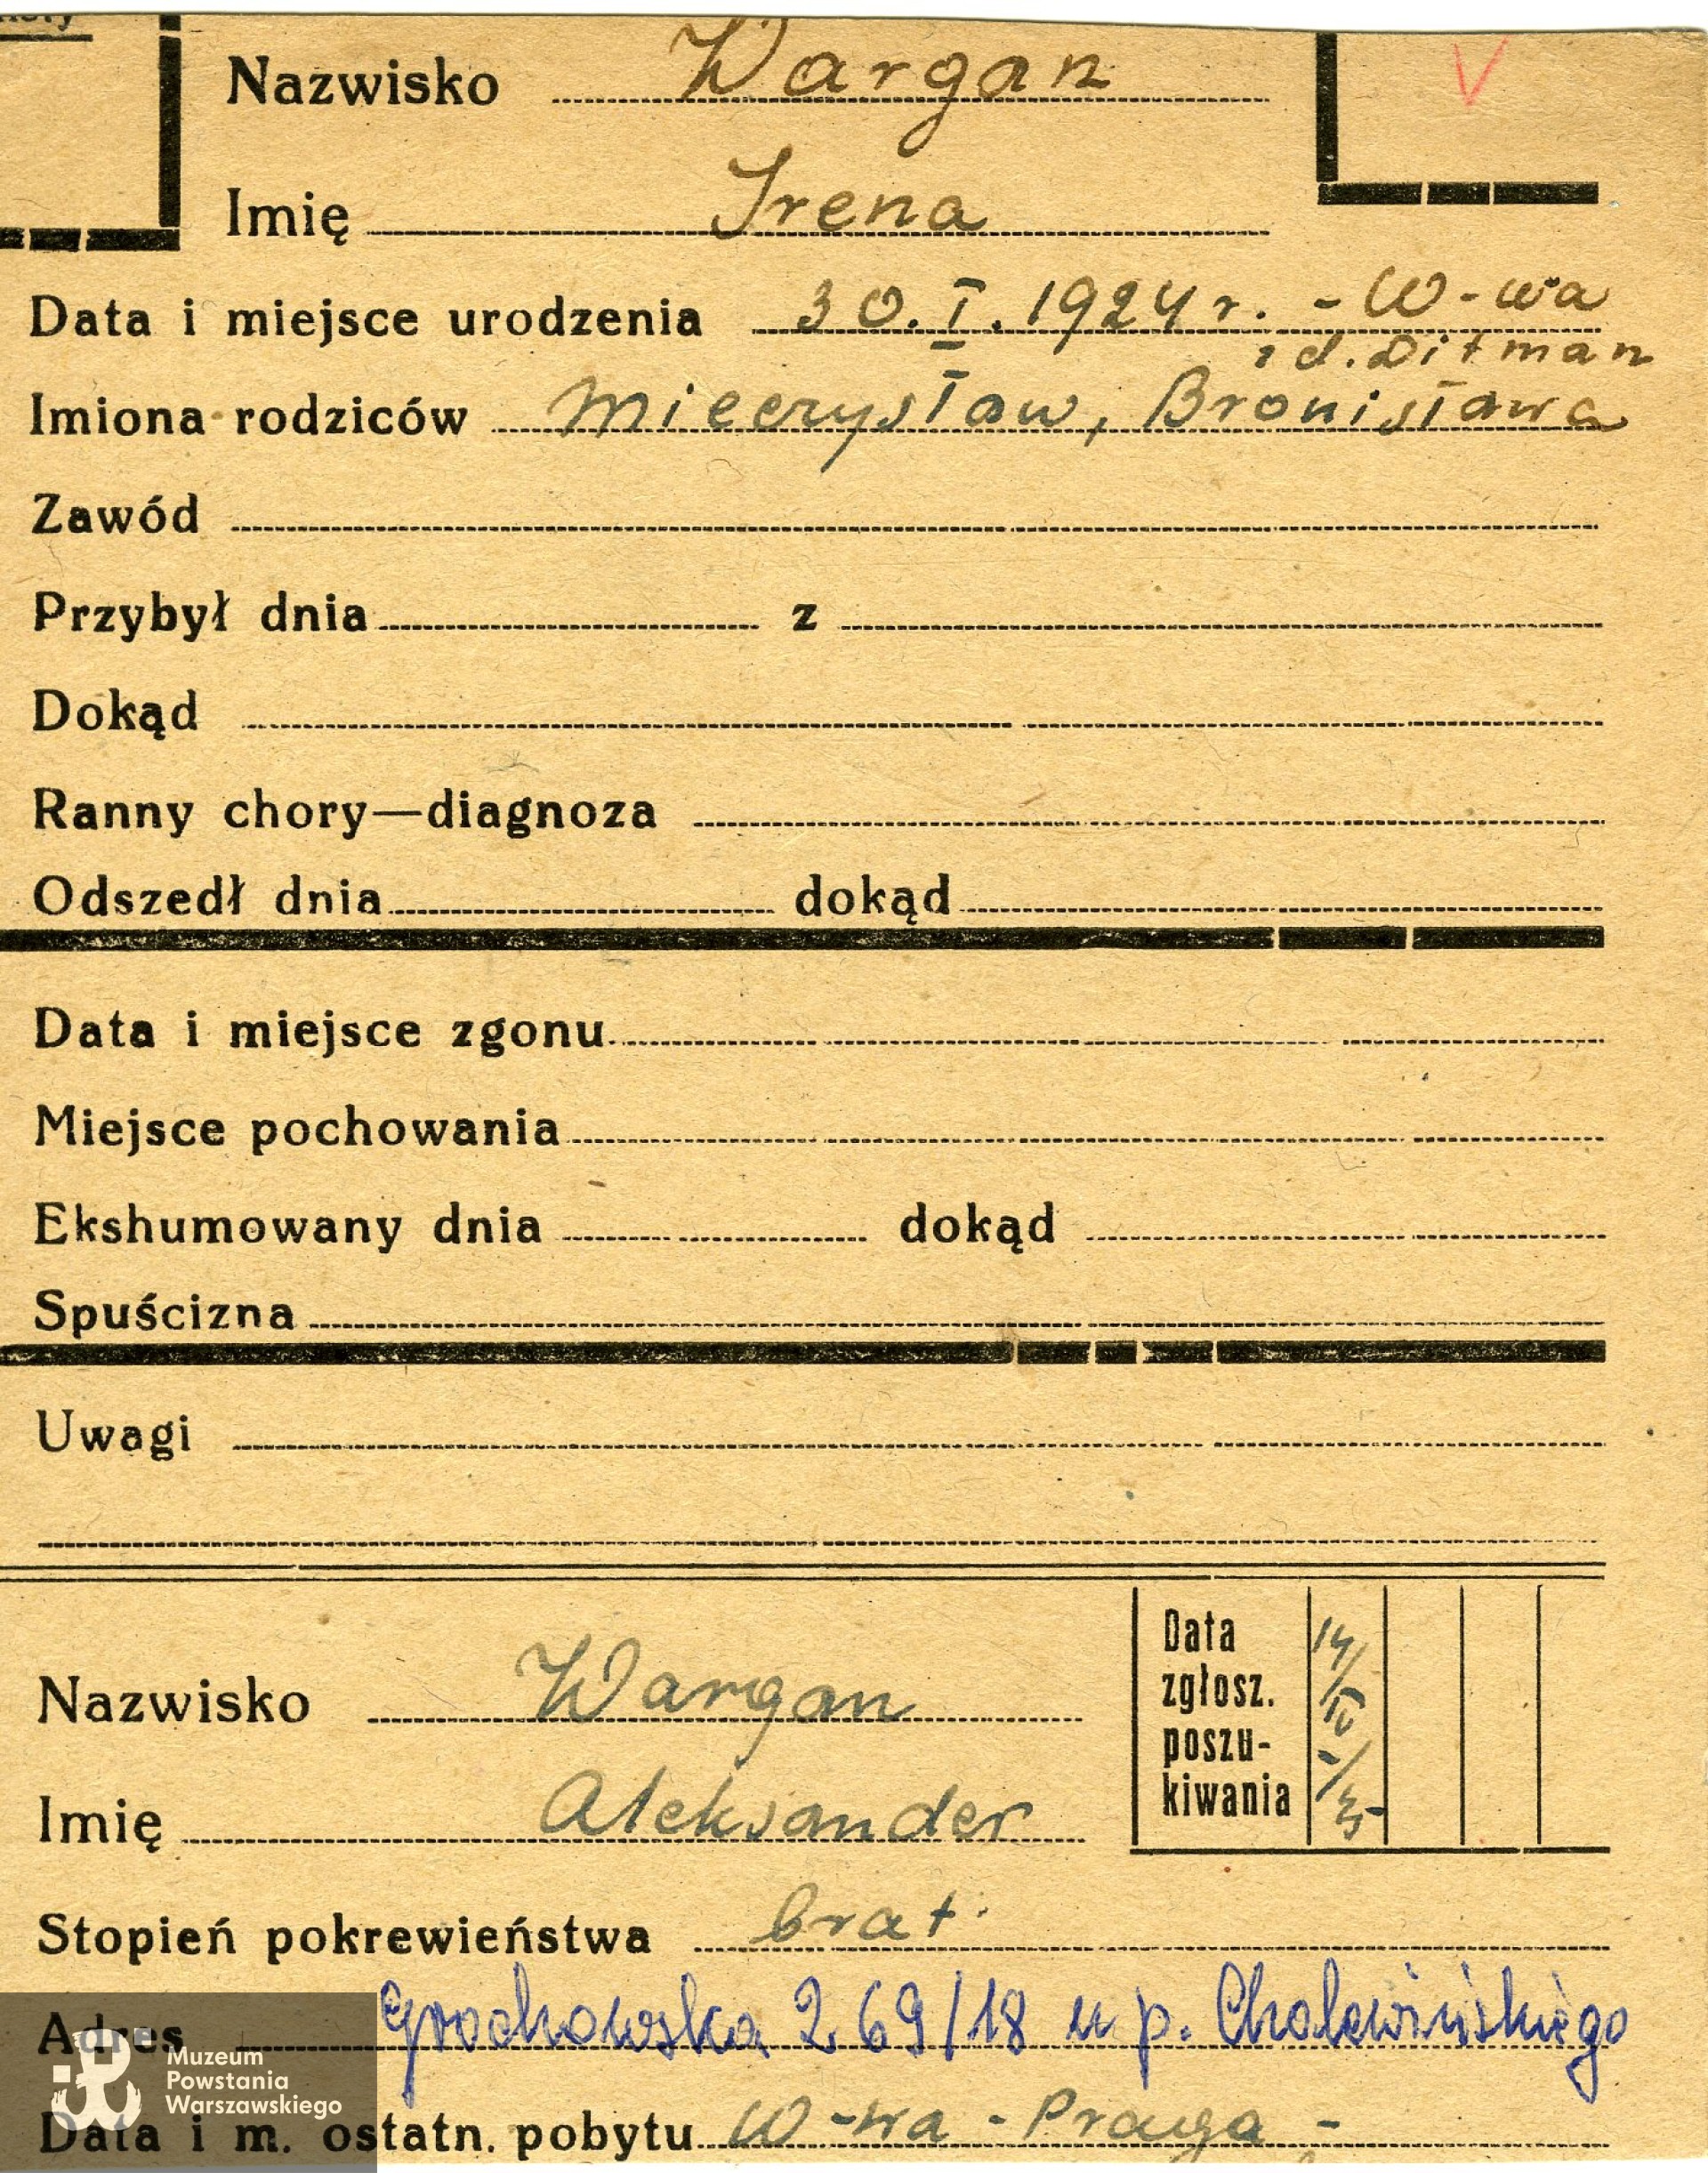 Nazwisko Wargan
Imię Irena
Data i miejsce urodzenia 30.I.1924 r. - W-wa
z d. Ditman
Imiona rodziców Mieczysław, Bronisława
Zawód
Przybył dnia z
Dokąd
Ranny chory—diagnoza
Odszedł dnia dokąd
Data i miejsce zgonu
Miejsce pochowania
Ekshumowany dnia dokąd
Spuścizna
Uwagi
Nazwisko Wargan
Imię Aleksander
Data
zgłosz.
poszu-
kiwania
Stopień pokrewieństwa brat
Adres Grochowska 269/18 u p. Cholewińskiego
Data i m. ostatn. pobytu W-wa - Praga -
Muzeum
Powstania
Warszawskiego